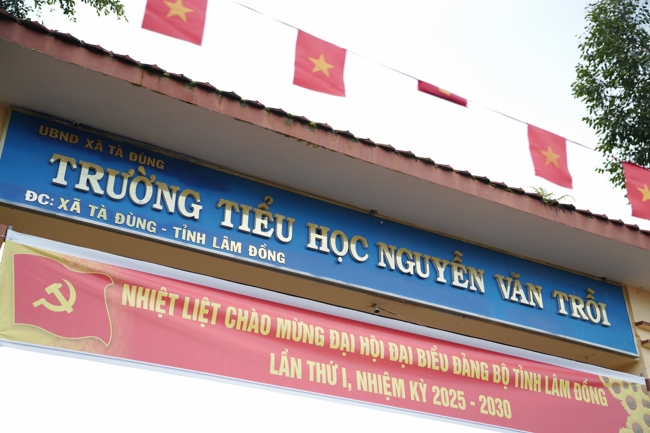 UBND XÃ TÀ ĐÙNG
TRƯỜNG TIỂU HỌC NGUYỄN VĂN TRỖI
ĐC: XÃ TÀ ĐÙNG - TỈNH LÂM ĐỒNG
NHIỆT LIỆT CHÀO MỪNG ĐẠI HỘI ĐẠI BIỂU ĐẢNG BỘ TỈNH LÂM ĐỒNG
LẦN THỨ I, NHIỆM KỲ 2025 - 2030